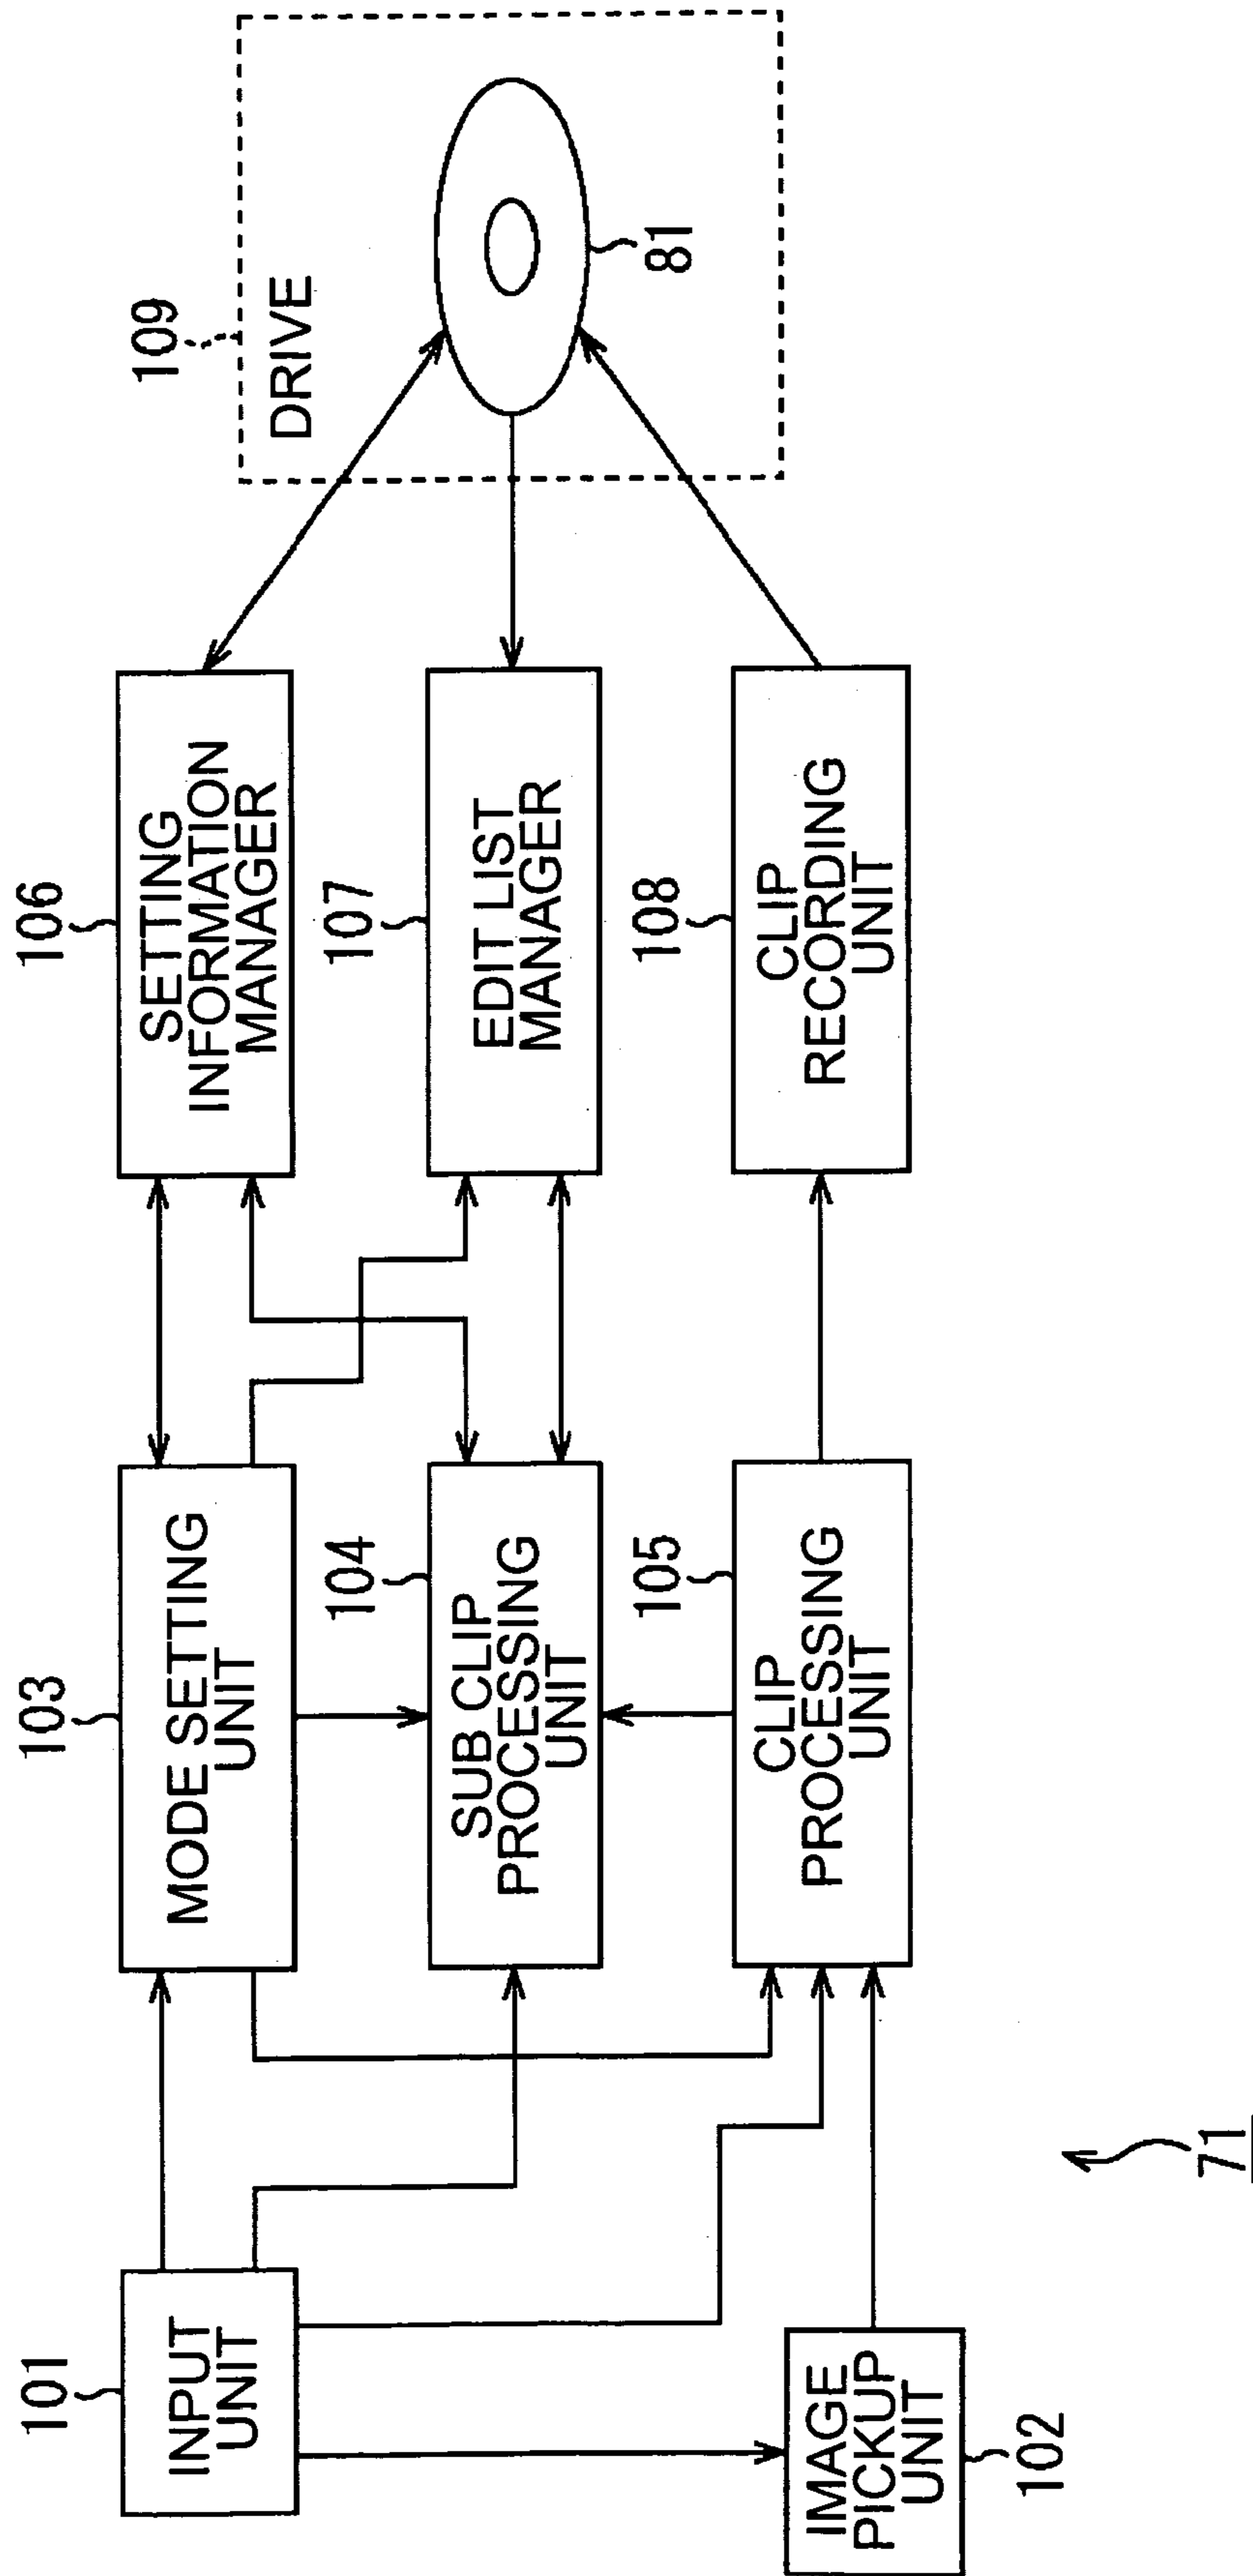 101
INPUT
UNIT
IMAGE
PICKUP
UNIT
102
103
MODE SETTING
UNIT
104
SUB CLIP
PROCESSING
UNIT
105
CLIP
PROCESSING
UNIT
106
SETTING
INFORMATION
MANAGER
107
EDIT LIST
MANAGER
108
CLIP
RECORDING
UNIT
109
DRIVE
81
71